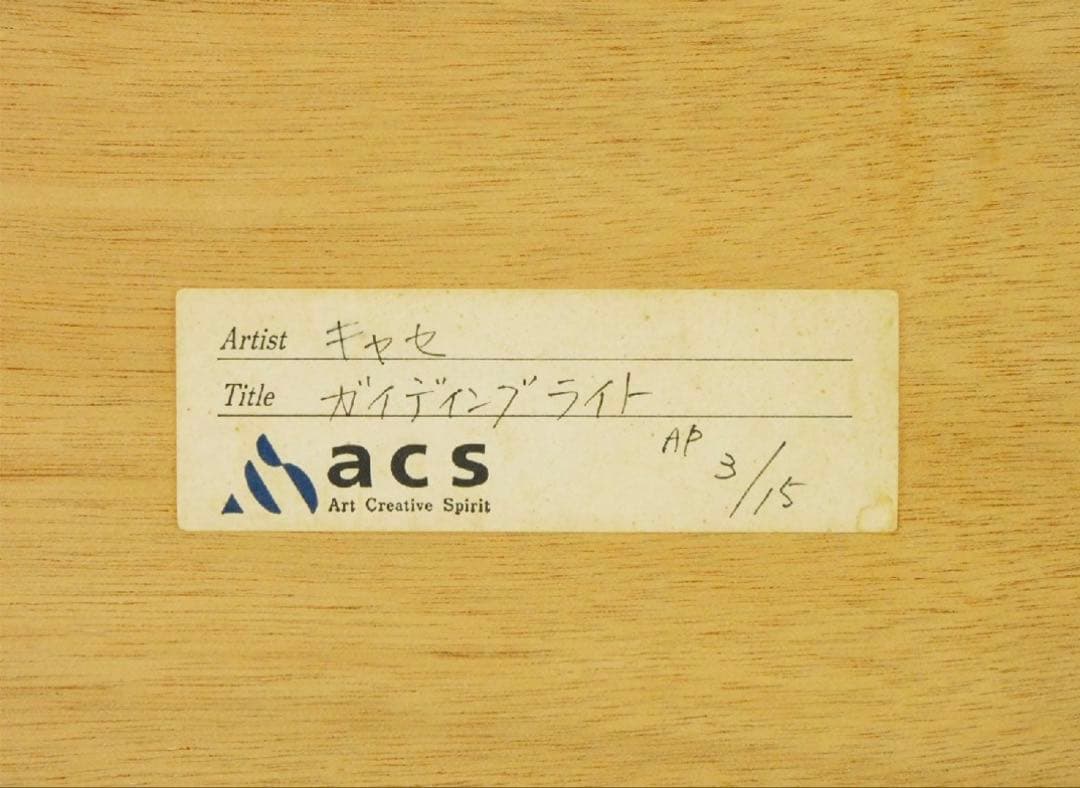 Artist キャセ
Title ガイディングライト
acs
Art Creative Spirit
AP 3/15